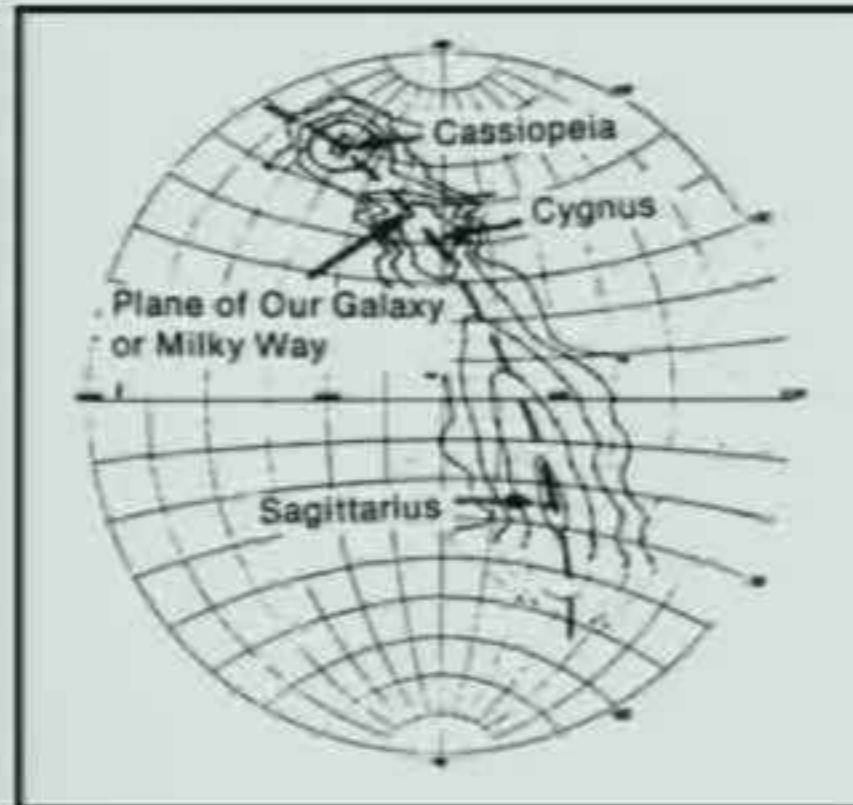 Cassiopeia
Cygnus
Plane of Our Galaxy
or Milky Way
Sagittarius